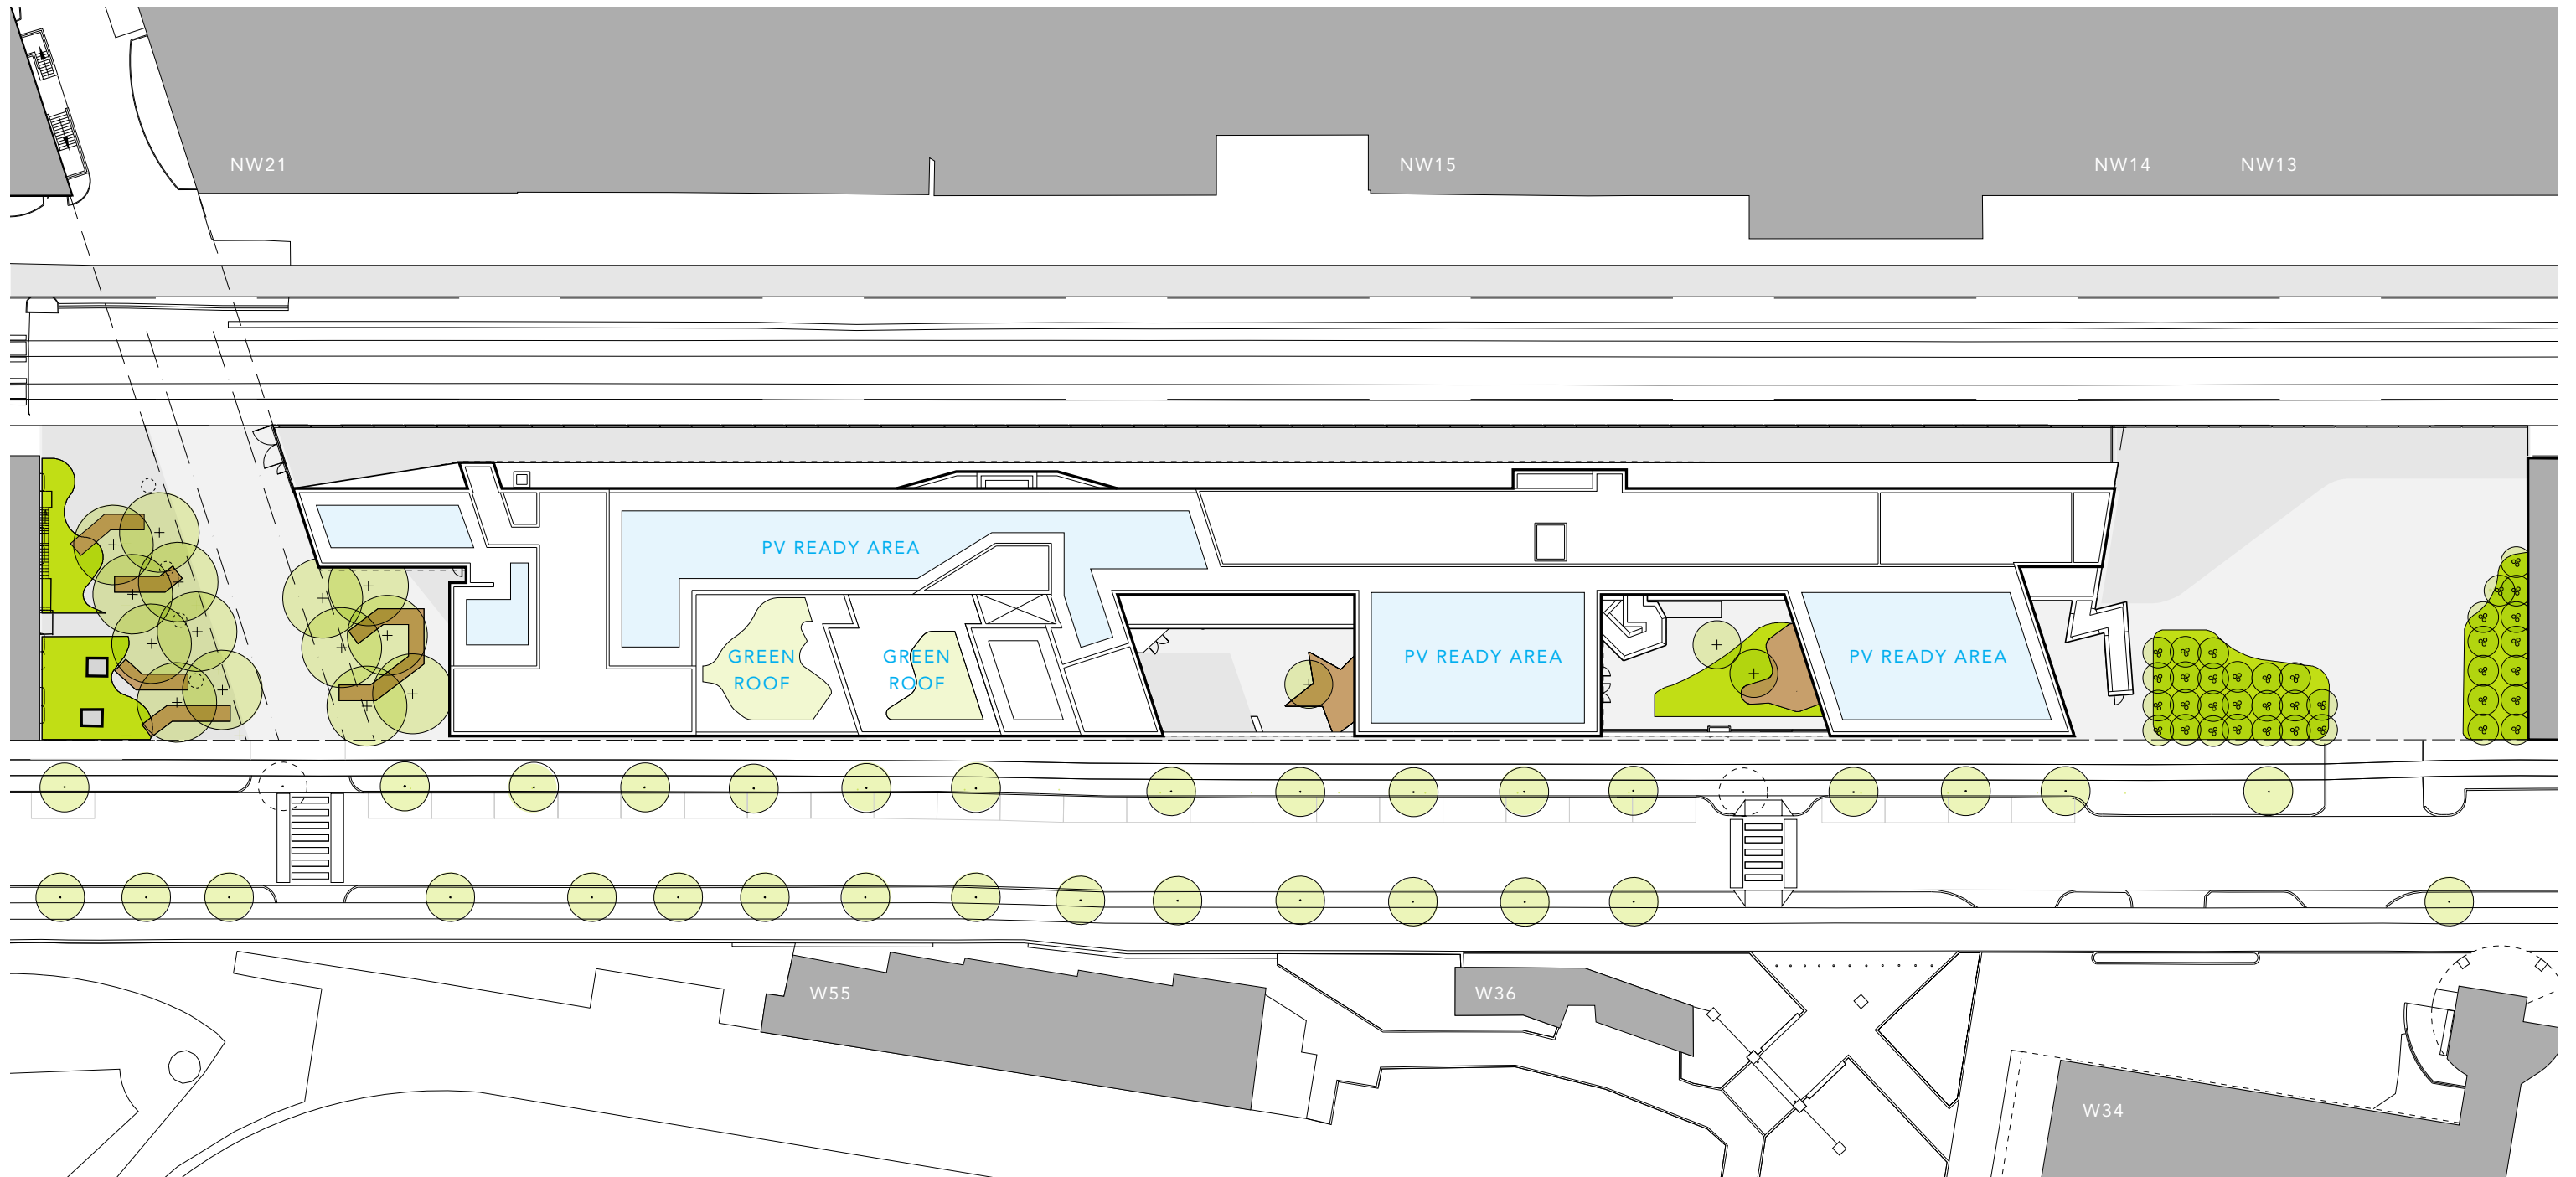 NW21
NW15
NW14
NW13
PV READY AREA
GREEN
ROOF
GREEN
ROOF
PV READY AREA
PV READY AREA
W55
W36
W34